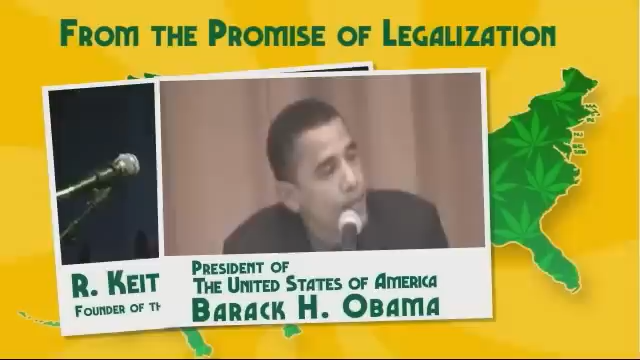 From the Promise of Legalization
R. Keit
Founder of th
President of
The United States of America
Barack H. Obama